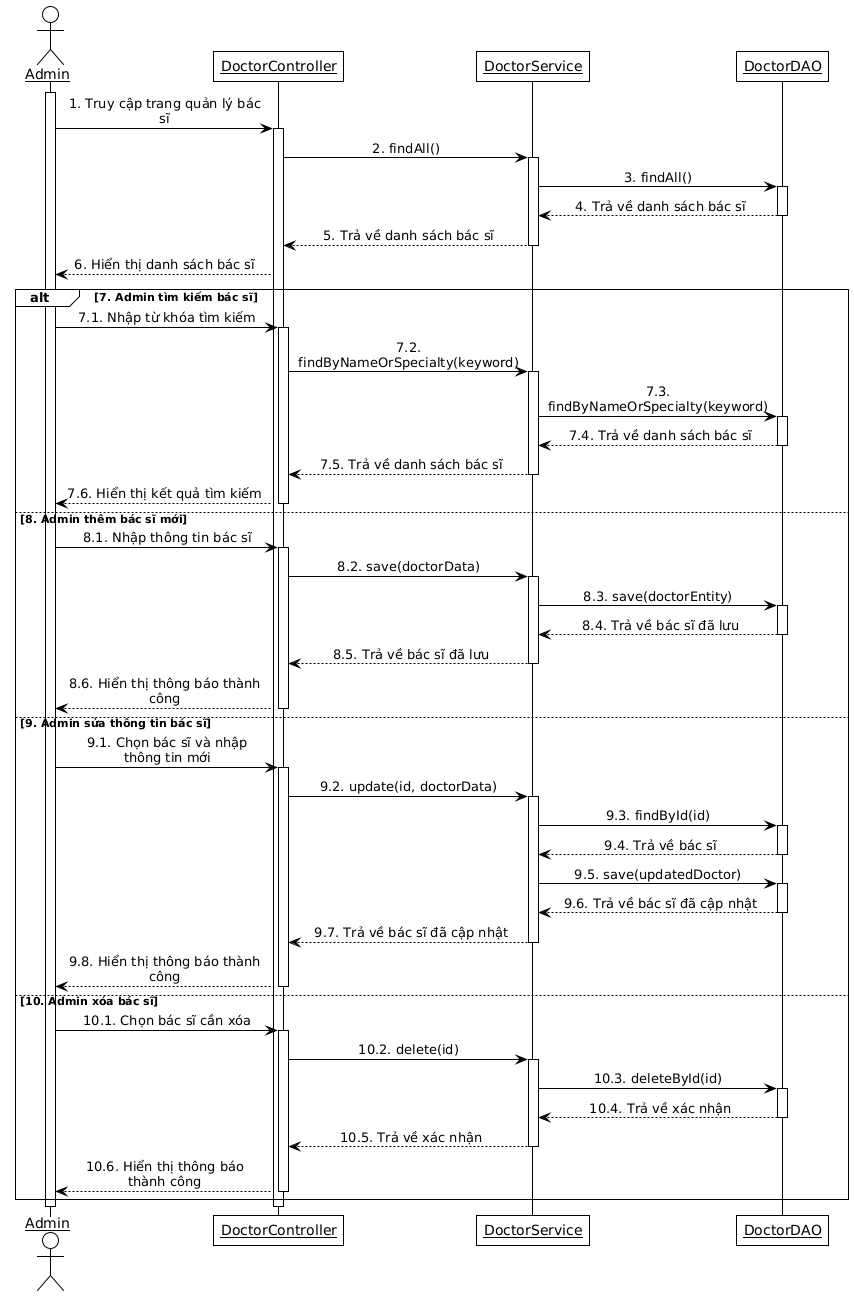 Admin
DoctorController
DoctorService
DoctorDAO
1. Truy cập trang quản lý bác
sĩ
2. findAll()
3. findAll()
4. Trả về danh sách bác sĩ
5. Trả về danh sách bác sĩ
6. Hiển thị danh sách bác sĩ
alt
[7. Admin tìm kiếm bác sĩ]
7.1. Nhập từ khóa tìm kiếm
7.2.
findByNameOrSpecialty(keyword)
7.3.
findByNameOrSpecialty(keyword)
7.4. Trả về danh sách bác sĩ
7.5. Trả về danh sách bác sĩ
7.6. Hiển thị kết quả tìm kiếm
[8. Admin thêm bác sĩ mới]
8.1. Nhập thông tin bác sĩ
8.2. save(doctorData)
8.3. save(doctorEntity)
8.4. Trả về bác sĩ đã lưu
8.5. Trả về bác sĩ đã lưu
8.6. Hiển thị thông báo thành
công
[9. Admin sửa thông tin bác sĩ]
9.1. Chọn bác sĩ và nhập
thông tin mới
9.2. update(id, doctorData)
9.3. findById(id)
9.4. Trả về bác sĩ
9.5. save(updatedDoctor)
9.6. Trả về bác sĩ đã cập nhật
9.7. Trả về bác sĩ đã cập nhật
9.8. Hiển thị thông báo thành
công
[10. Admin xóa bác sĩ]
10.1. Chọn bác sĩ cần xóa
10.2. delete(id)
10.3. deleteById(id)
10.4. Trả về xác nhận
10.5. Trả về xác nhận
10.6. Hiển thị thông báo
thành công
Admin
DoctorController
DoctorService
DoctorDAO